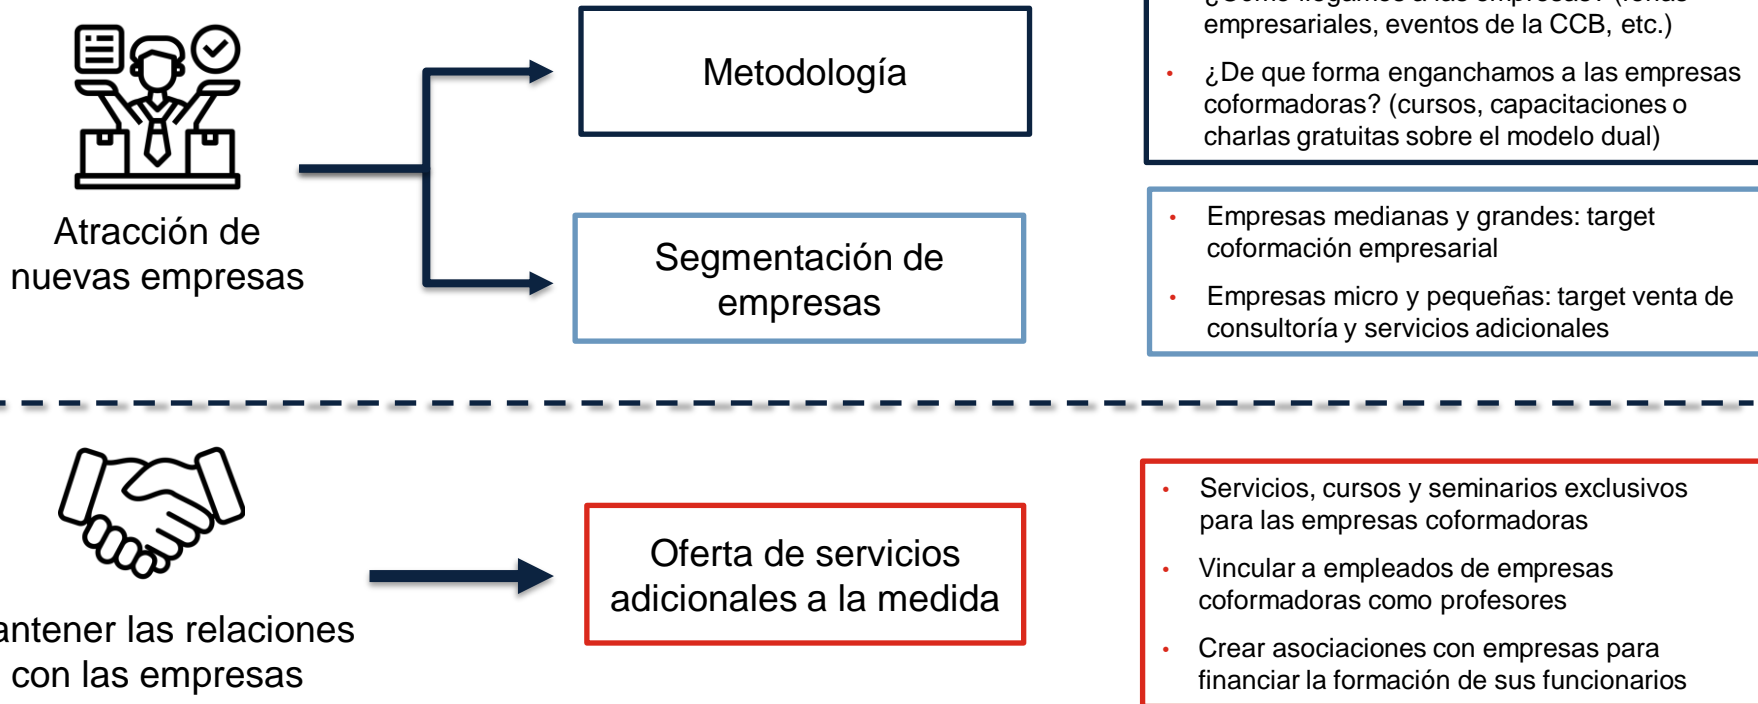 empresariales, eventos de la CCB, etc.)
• ¿De que forma enganchamos a las empresas
coformadoras? (cursos, capacitaciones o
charlas gratuitas sobre el modelo dual)
Metodología
Atracción de
nuevas empresas
Segmentación de
empresas
• Empresas medianas y grandes: target
coformación empresarial
• Empresas micro y pequeñas: target venta de
consultoría y servicios adicionales
las relaciones
con las empresas
Oferta de servicios
adicionales a la medida
• Servicios, cursos y seminarios exclusivos
para las empresas coformadoras
• Vincular a empleados de empresas
coformadoras como profesores
• Crear asociaciones con empresas para
financiar la formación de sus funcionarios